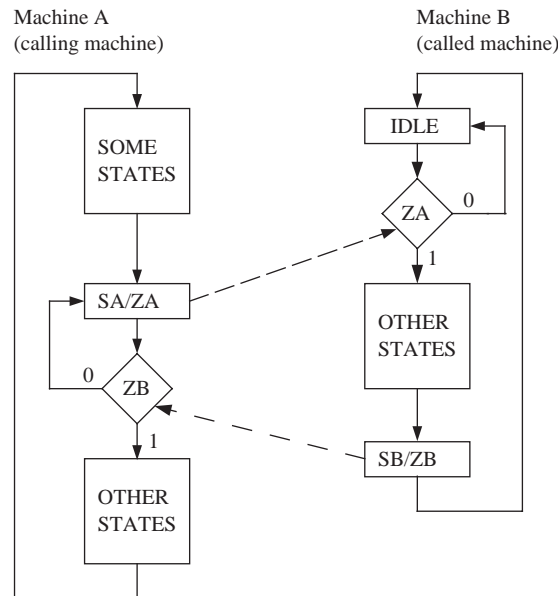 Machine A
(calling machine)
SOME
STATES
SA/ZA
ZB
0
1
OTHER
STATES
Machine B
(called machine)
IDLE
ZA
0
1
OTHER
STATES
SB/ZB